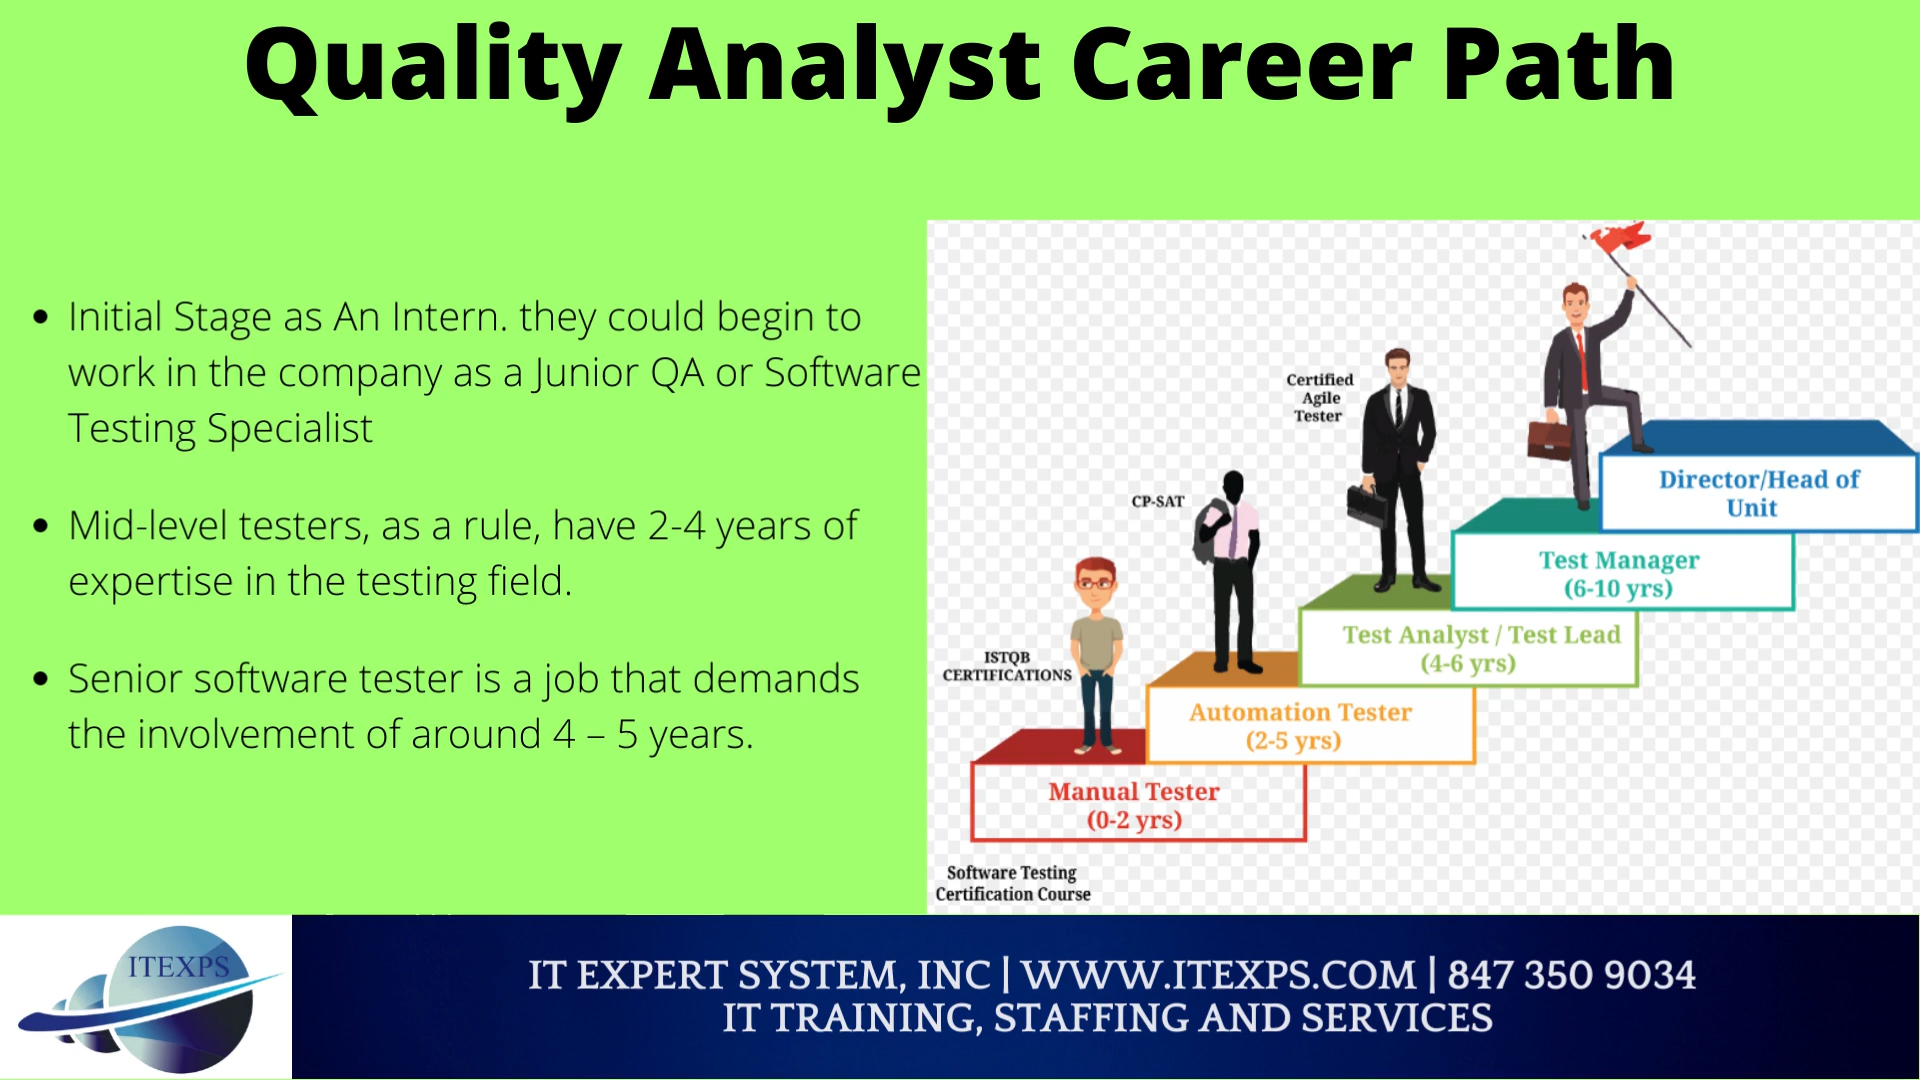 Quality Analyst Career Path
• Initial Stage as An Intern. they could begin to
work in the company as a Junior QA or Software
Testing Specialist
• Mid-level testers, as a rule, have 2-4 years of
expertise in the testing field.
• Senior software tester is a job that demands
the involvement of around 4 – 5 years.
Certified
Agile
Tester
Director/Head of
Unit
CP-SAT
Test Manager
(6-10 yrs)
Test Analyst / Test Lead
(4-6 yrs)
ISTQB
CERTIFICATIONS
Automation Tester
(2-5 yrs)
Manual Tester
(0-2 yrs)
Software Testing
Certification Course
ITEXPS
IT EXPERT SYSTEM, INC | WWW.ITEXPS.COM | 847 350 9034
IT TRAINING, STAFFING AND SERVICES